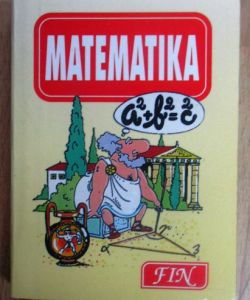 MATEMATIKA
a²+b²=c²
FIN